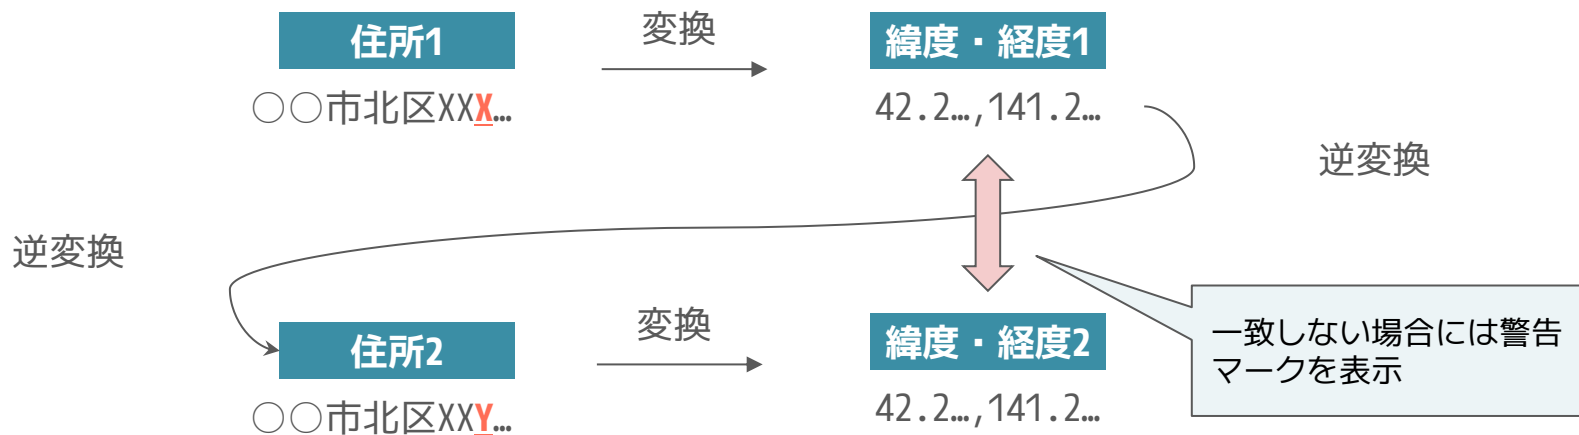 住所1
変換
緯度・経度1
○○市北区XXX…
42.2…,141.2…
逆変換
逆変換
住所2
変換
緯度・経度2
一致しない場合には警告
マークを表示
○○市北区XXY…
42.2…,141.2…